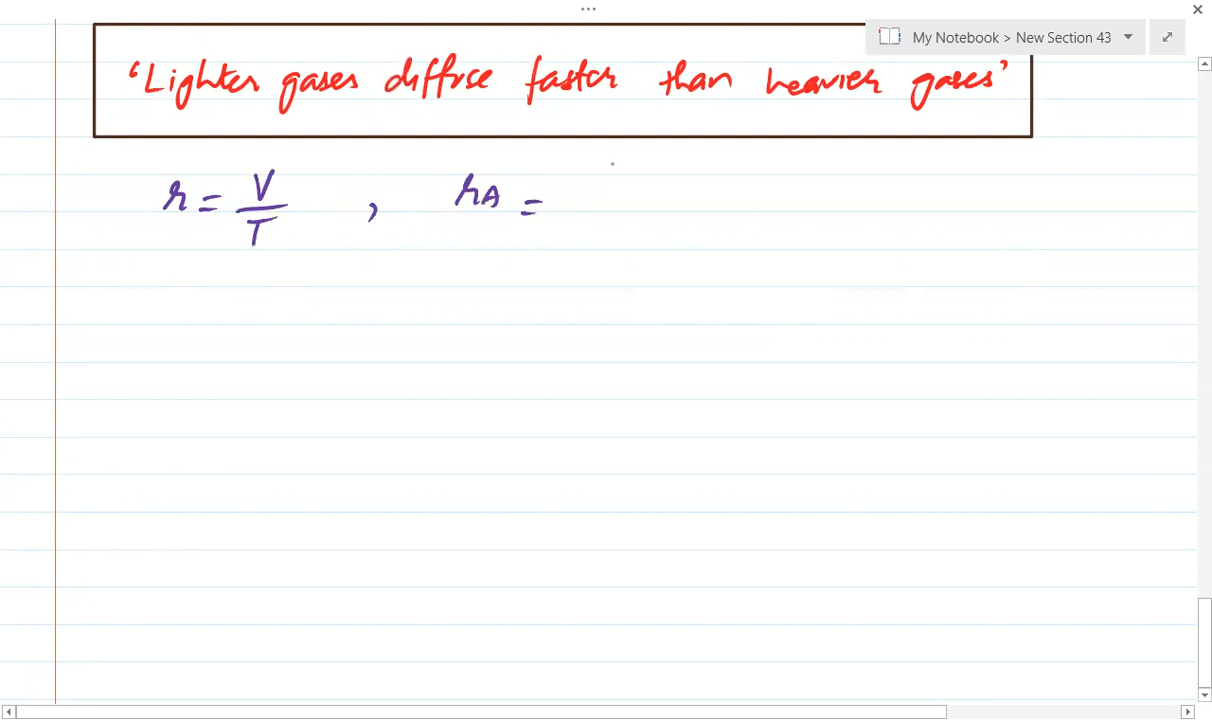 ...
My Notebook > New Section 43
'Lighter gases diffuse faster than heavier gases'
r = V/T , rA =